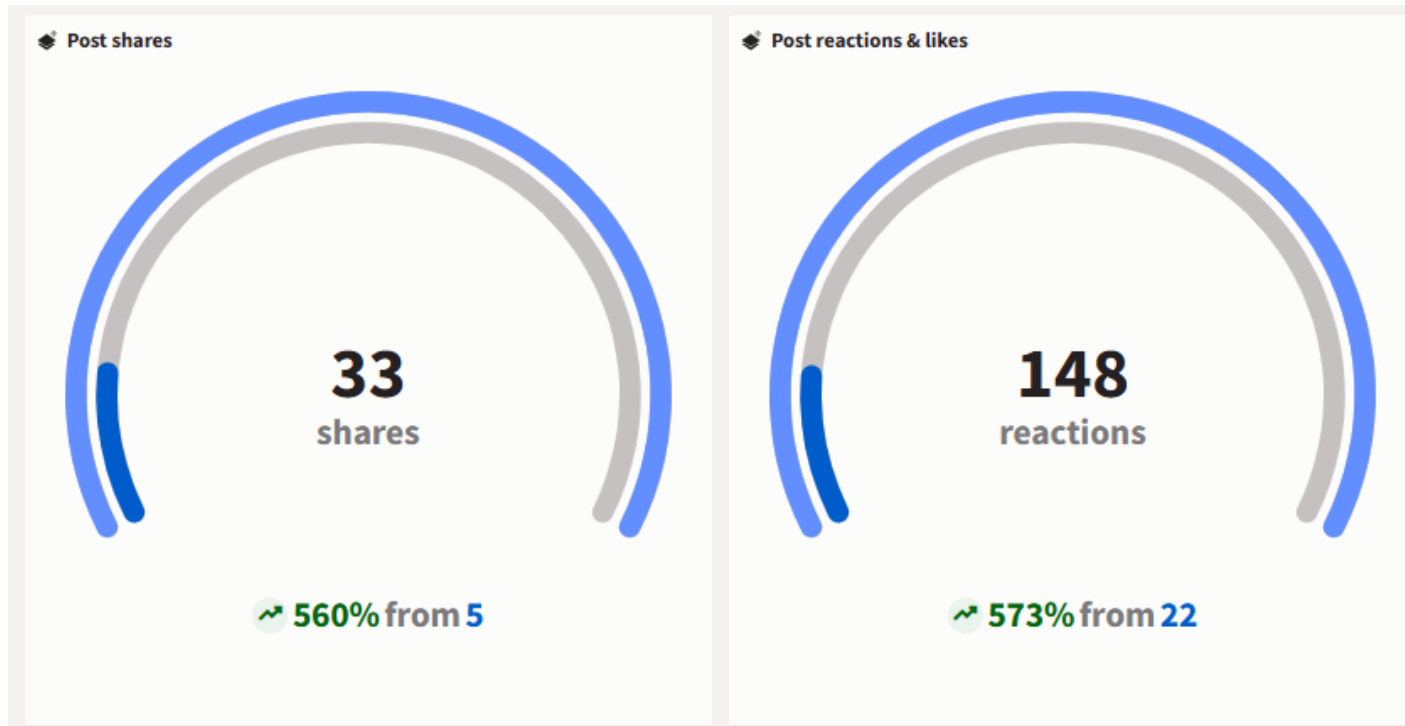 Post shares
33
shares
560% from 5
Post reactions & likes
148
reactions
573% from 22